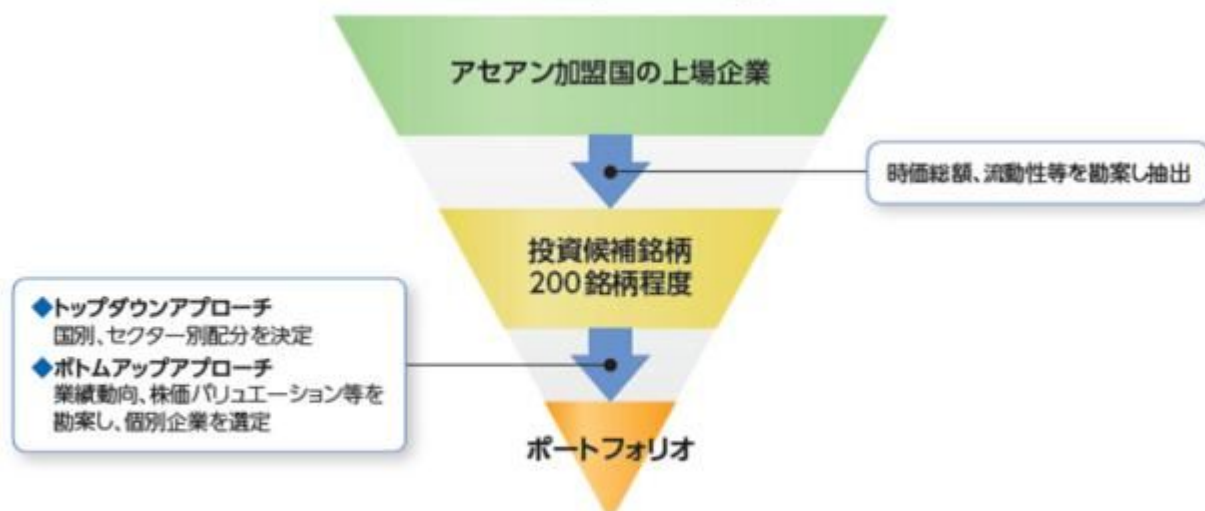 アセアン加盟国の上場企業
時価総額、流動性等を勘案し抽出
投資候補銘柄
200銘柄程度
◆トップダウンアプローチ
国別、セクター別配分を決定
◆ボトムアップアプローチ
業績動向、株価バリュエーション等を
勘案し、個別企業を選定
ポートフォリオ